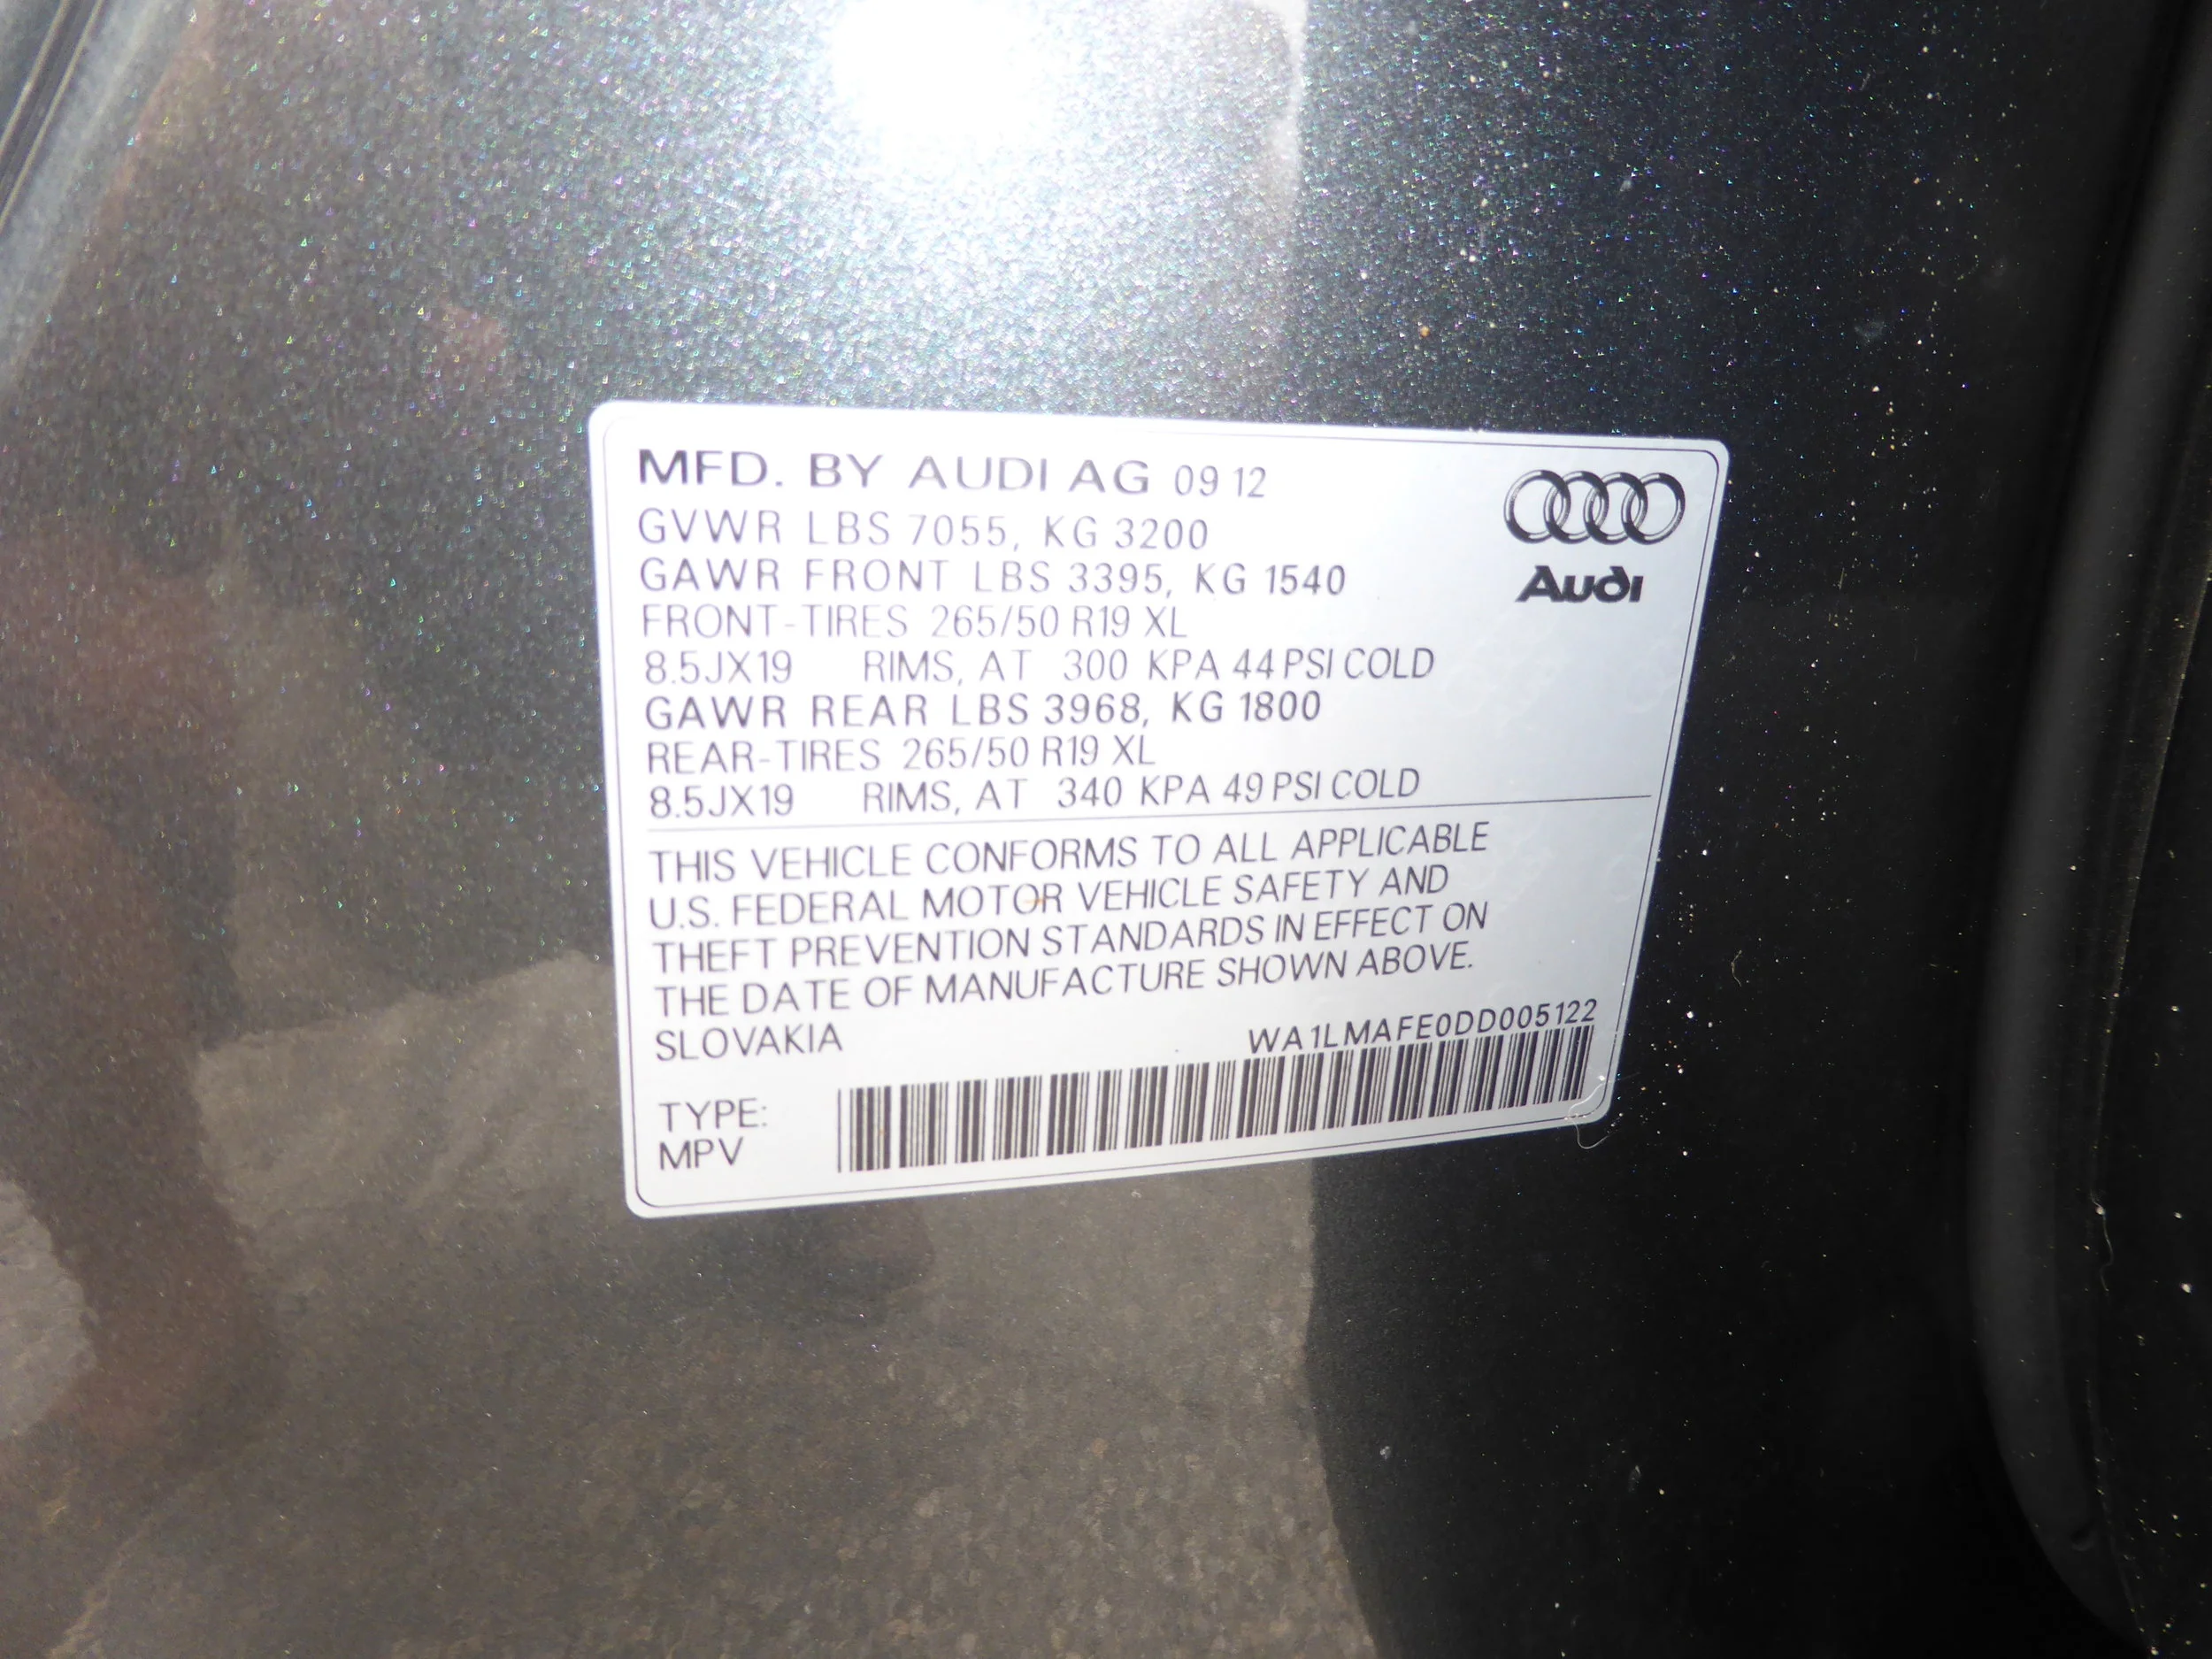 MFD. BY AUDI AG 09 12
GVWR LBS 7055, KG 3200
GAWR FRONT LBS 3395, KG 1540
FRONT-TIRES 265/50 R19 XL
8.5JX19 RIMS, AT 300 KPA 44 PSI COLD
GAWR REAR LBS 3968, KG 1800
REAR-TIRES 265/50 R19 XL
8.5JX19 RIMS, AT 340 KPA 49 PSI COLD
Audi
THIS VEHICLE CONFORMS TO ALL APPLICABLE
U.S. FEDERAL MOTOR VEHICLE SAFETY AND
THEFT PREVENTION STANDARDS IN EFFECT ON
THE DATE OF MANUFACTURE SHOWN ABOVE.
SLOVAKIA WA1LMAFE0DD005122
TYPE:
MPV